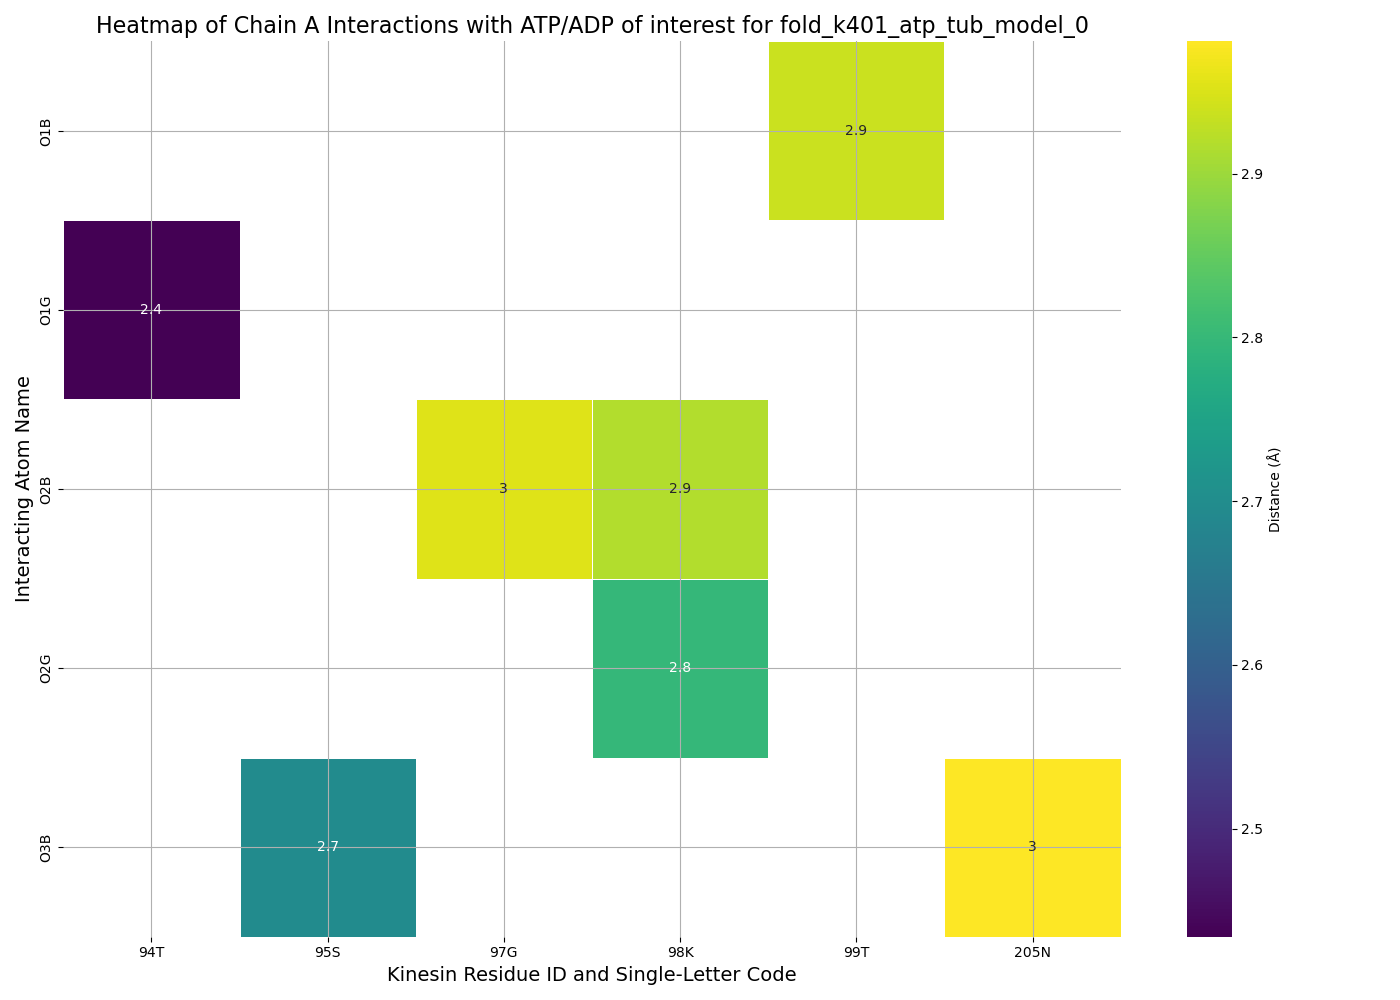 Heatmap of Chain A Interactions with ATP/ADP of interest for fold_k401_atp_tub_model_0
Interacting Atom Name
O1B
O1G
O2B
O2G
O3B
2.9
2.4
3
2.9
2.8
2.7
3
94T
95S
97G
98K
99T
205N
Kinesin Residue ID and Single-Letter Code
2.9
2.8
2.7
2.6
2.5
Distance (Å)